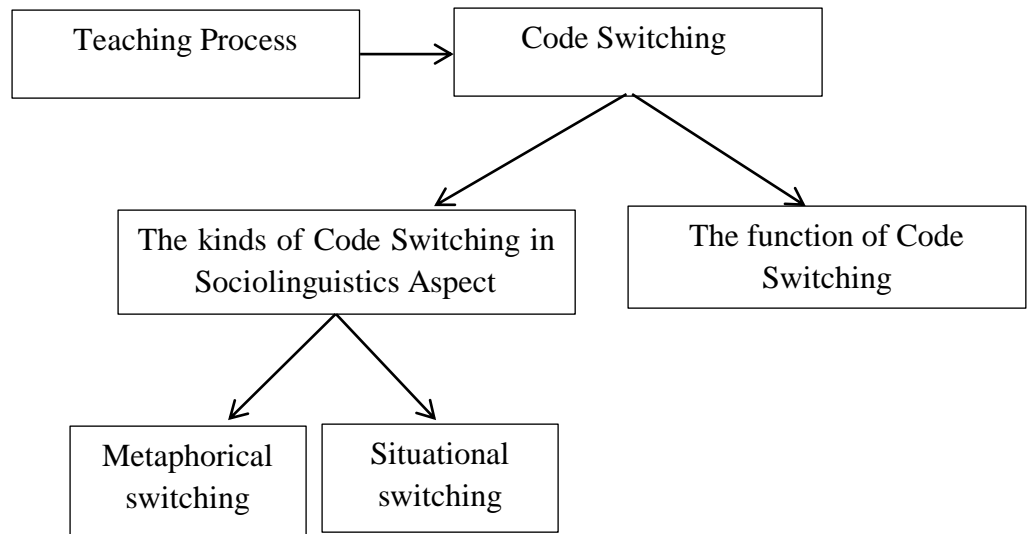 Teaching Process
Code Switching
The kinds of Code Switching in
Sociolinguistics Aspect
The function of Code
Switching
Metaphorical
switching
Situational
switching